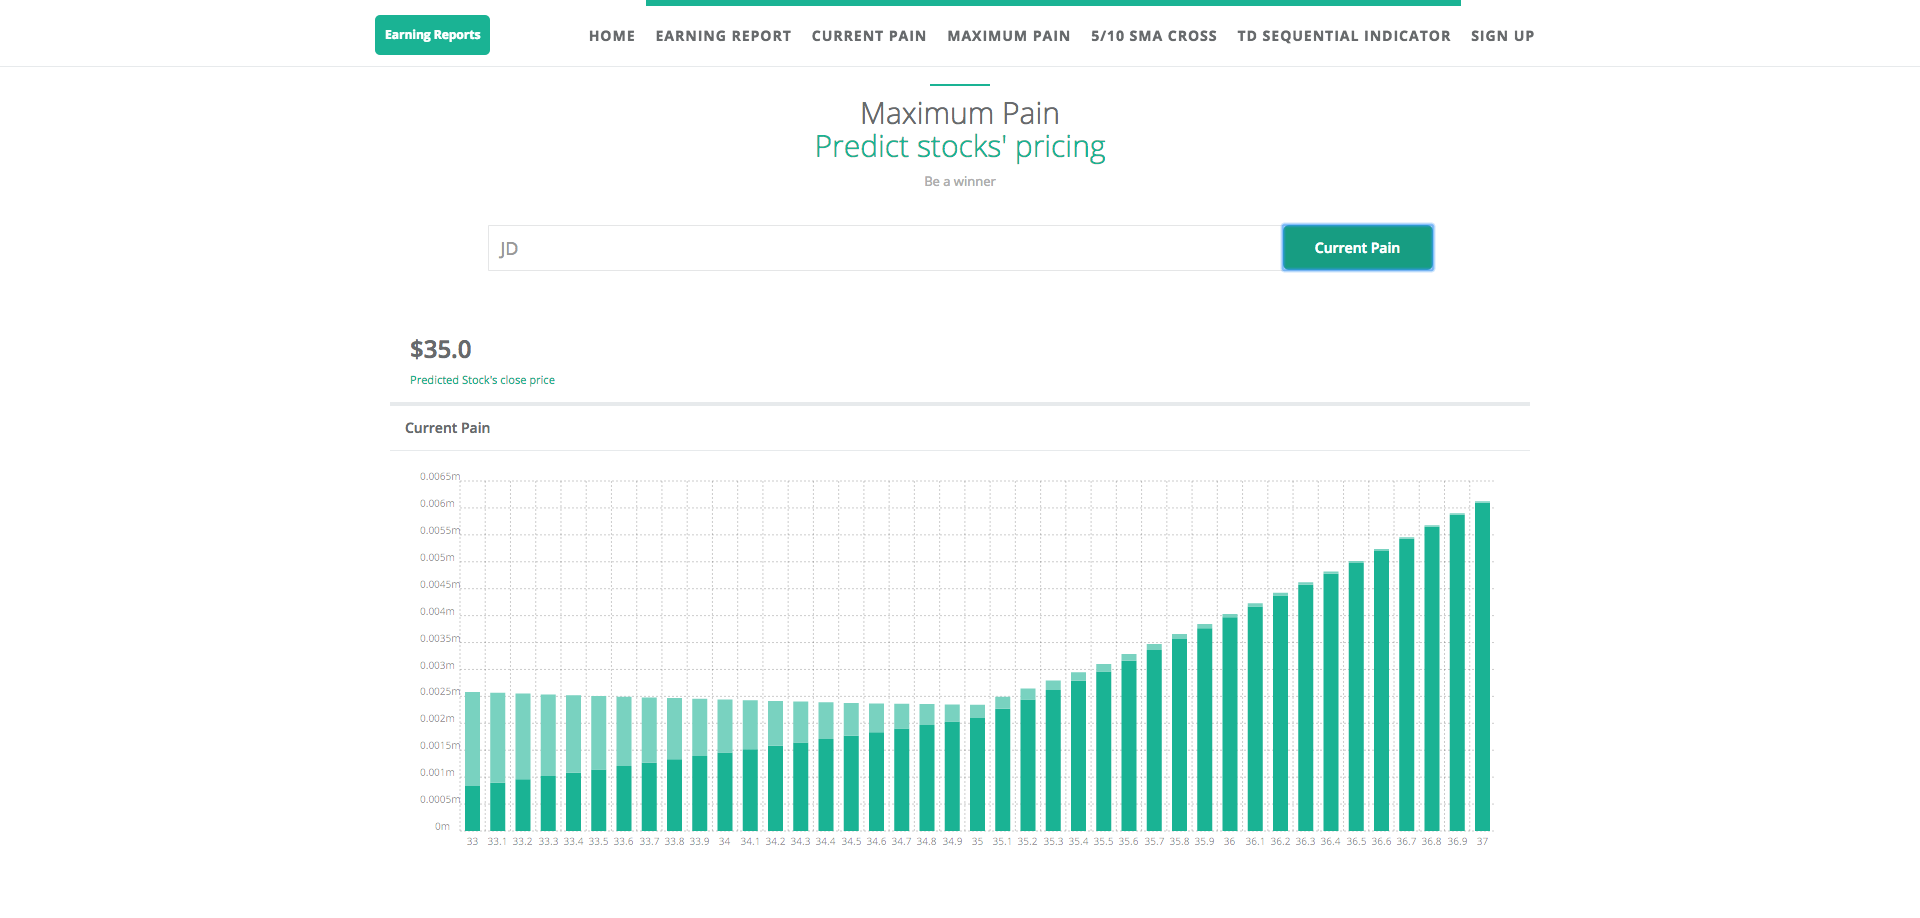 Earning Reports
HOME EARNING REPORT CURRENT PAIN MAXIMUM PAIN 5/10 SMA CROSS TD SEQUENTIAL INDICATOR SIGN UP
Maximum Pain
Predict stocks' pricing
Be a winner
JD
Current Pain
$35.0
Predicted Stock's close price
Current Pain
0.0065m
0.006m
0.0055m
0.005m
0.0045m
0.004m
0.0035m
0.003m
0.0025m
0.002m
0.0015m
0.001m
0.0005m
0m
33 33.1 33.2 33.3 33.4 33.5 33.6 33.7 33.8 33.9 34 34.1 34.2 34.3 34.4 34.5 34.6 34.7 34.8 34.9 35 35.1 35.2 35.3 35.4 35.5 35.6 35.7 35.8 35.9 36 36.1 36.2 36.3 36.4 36.5 36.6 36.7 36.8 36.9 37